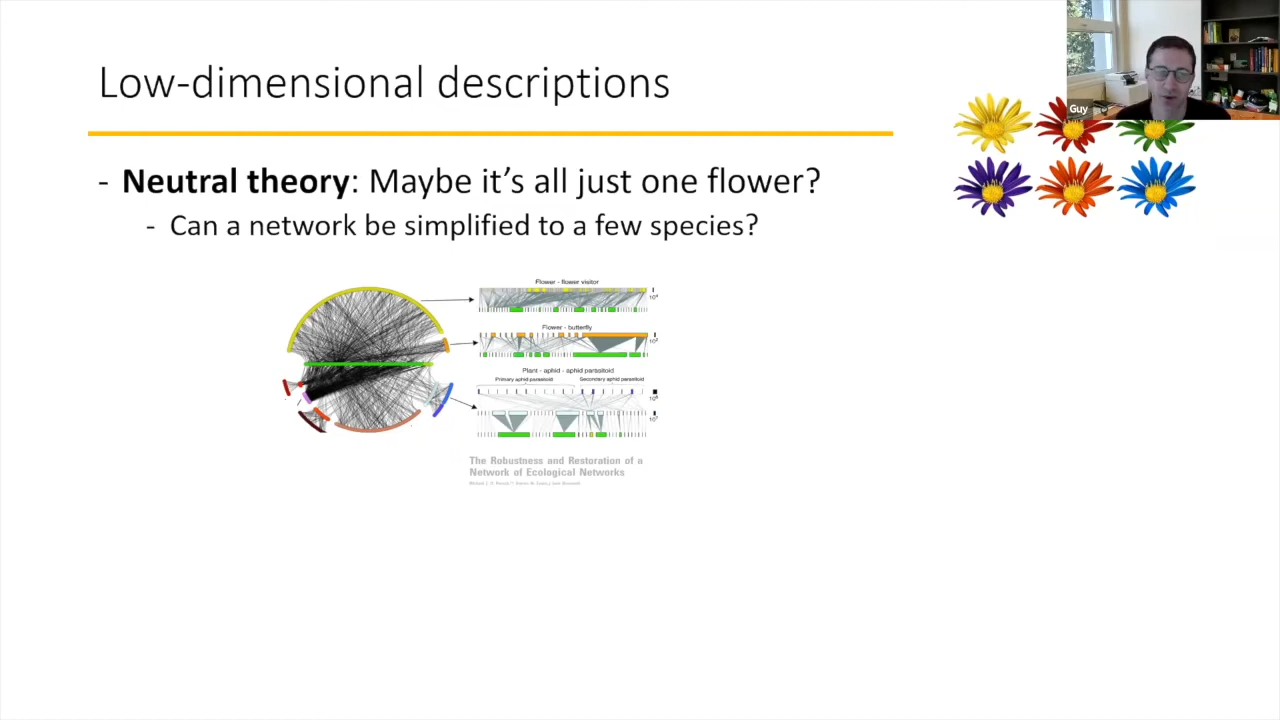 Low-dimensional descriptions
Guy
- Neutral theory: Maybe it's all just one flower?
- Can a network be simplified to a few species?
Flower - flower visitor
Flower - butterfly
Plant - aphid - aphid parasitoid
Primary aphid parasitoid
Secondary aphid parasitoid
The Robustness and Restoration of a
Network of Ecological Networks